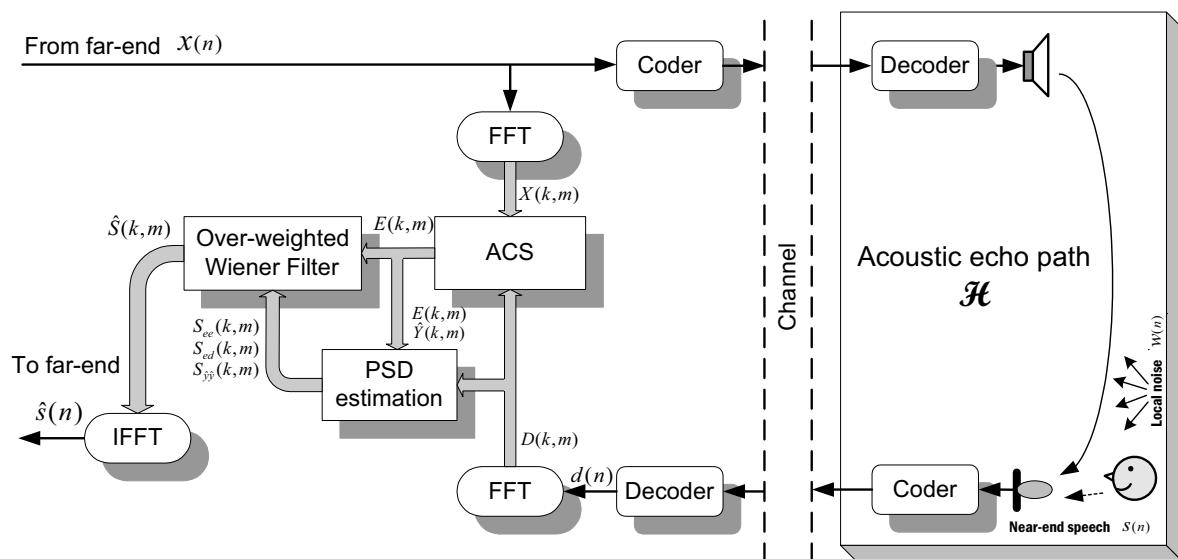 From far-end x(n)
Coder
Decoder
FFT
X(k,m)
Ŝ(k,m)
Over-weighted
Wiener Filter
E(k,m)
ACS
Channel
Acoustic echo path
ℋ
E(k,m)
Ŷ(k,m)
S_ee(k,m)
S_ed(k,m)
S_ŷŷ(k,m)
PSD
estimation
To far-end
ŝ(n)
IFFT
D(k,m)
FFT
d(n)
Decoder
Coder
Local noise w(n)
Near-end speech s(n)